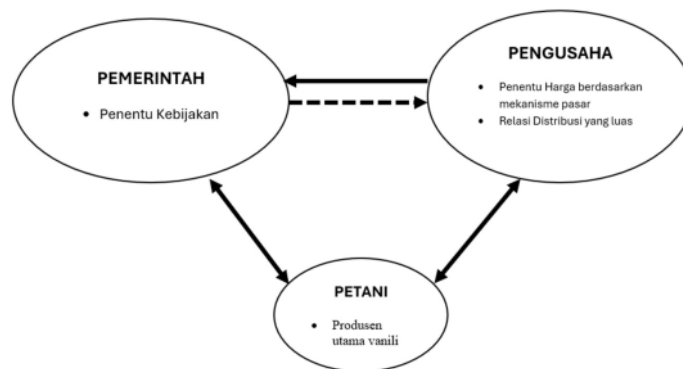 PEMERINTAH
• Penentu Kebijakan
PENGUSAHA
• Penentu Harga berdasarkan
mekanisme pasar
• Relasi Distribusi yang luas
PETANI
• Produsen
utama vanili